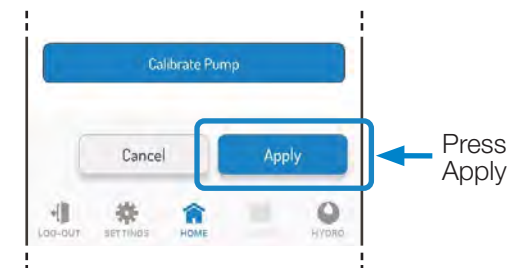 Calibrate Pump
Cancel
Apply
Press
Apply
LOG-OUT
SETTINGS
HOME
HYDRO